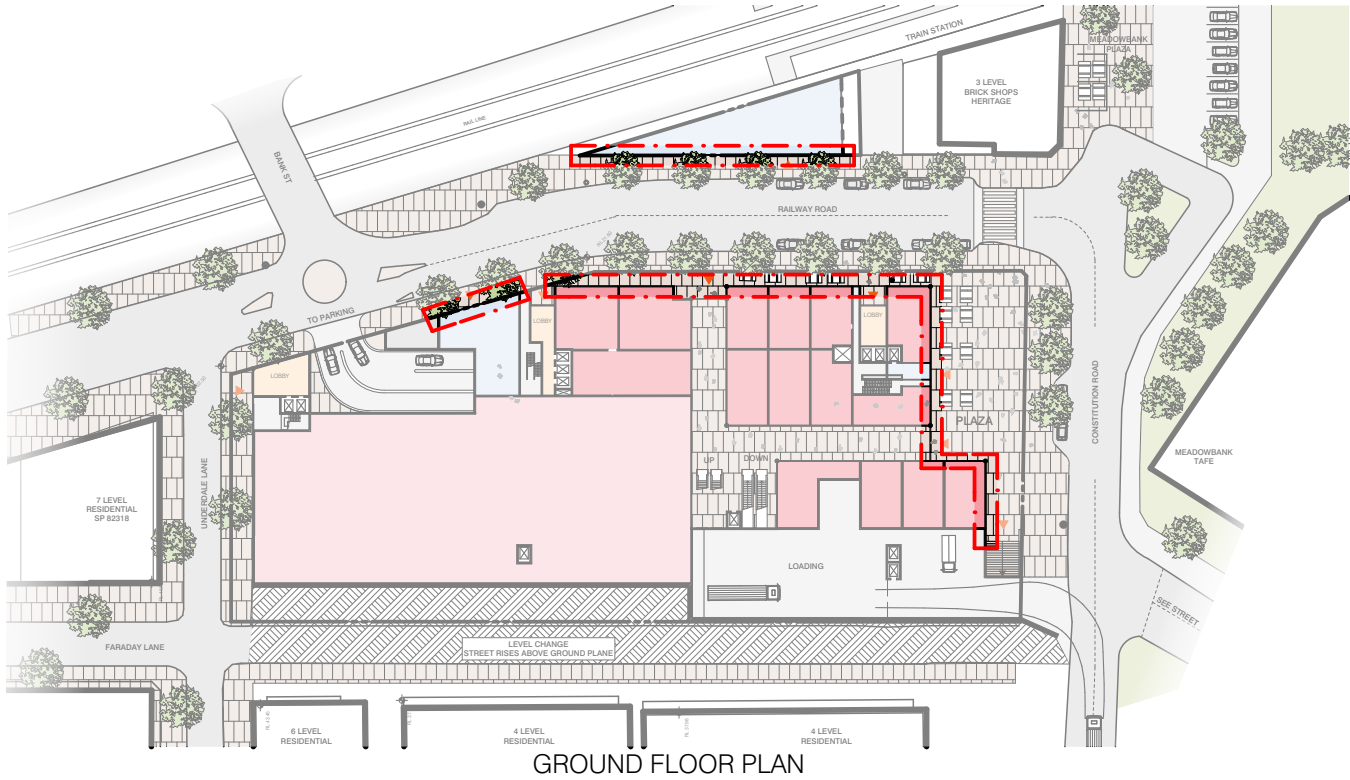 TRAIN STATION
MEADOWBANK
PLAZA
3 LEVEL
BRICK SHOPS
HERITAGE
RAIL LINE
BANK ST
RAILWAY ROAD
TO PARKING
LOBBY
LOBBY
LOBBY
PLAZA
CONSTITUTION ROAD
MEADOWBANK
TAFE
UP
DOWN
7 LEVEL
RESIDENTIAL
SP 82318
UNDERDALE LANE
LOADING
SEE STREET
FARADAY LANE
LEVEL CHANGE
STREET RISES ABOVE GROUND PLANE
6 LEVEL
RESIDENTIAL
4 LEVEL
RESIDENTIAL
4 LEVEL
RESIDENTIAL
GROUND FLOOR PLAN